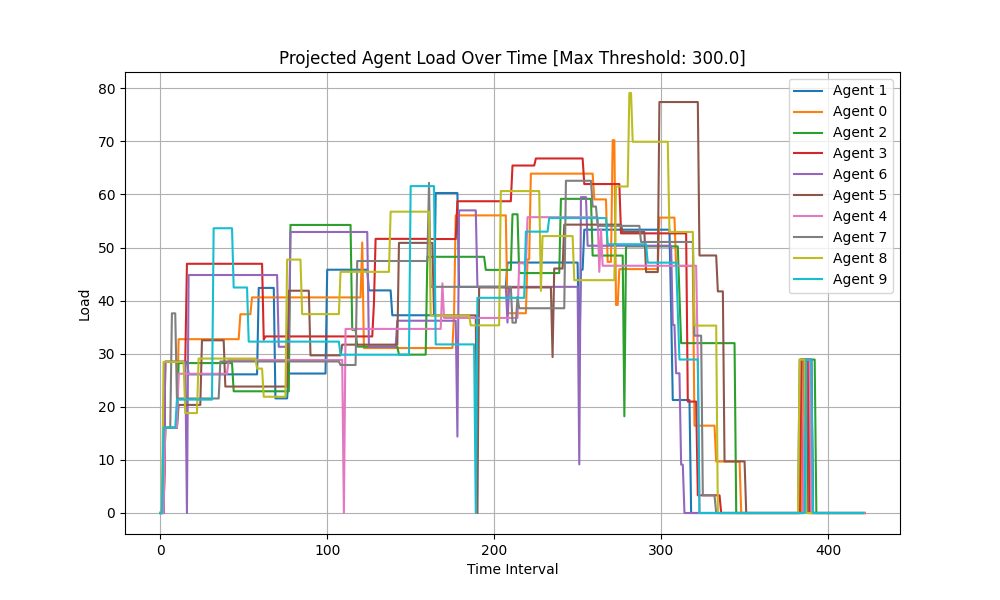 Projected Agent Load Over Time [Max Threshold: 300.0]
80
70
60
50
40
30
20
10
0
Load
0 100 200 300 400
Time Interval
Agent 1
Agent 0
Agent 2
Agent 3
Agent 6
Agent 5
Agent 4
Agent 7
Agent 8
Agent 9